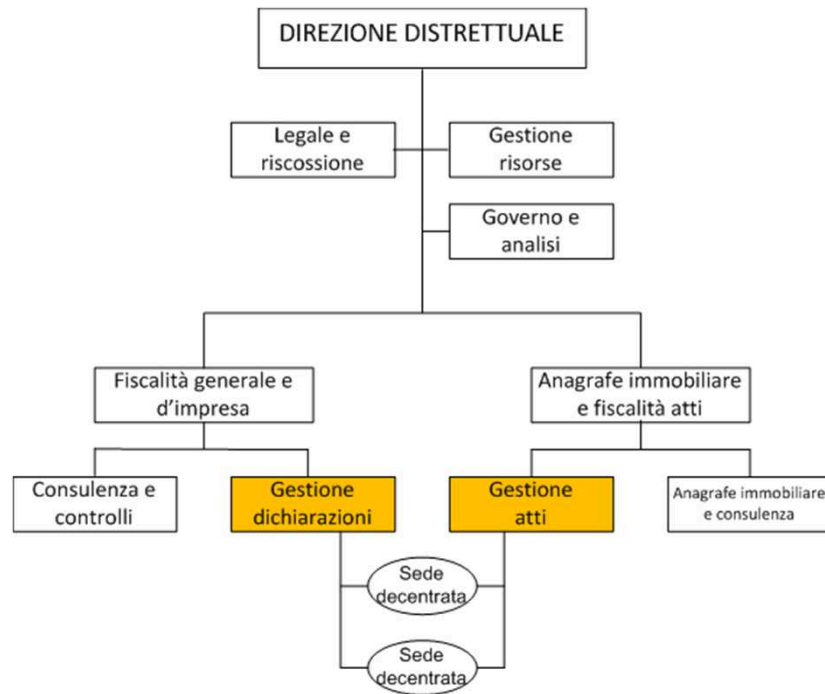 DIREZIONE DISTRETTUALE
Legale e
riscossione
Gestione
risorse
Governo e
analisi
Fiscalità generale e
d'impresa
Anagrafe immobiliare
e fiscalità atti
Consulenza e
controlli
Gestione
dichiarazioni
Gestione
atti
Anagrafe immobiliare
e consulenza
Sede
decentrata
Sede
decentrata